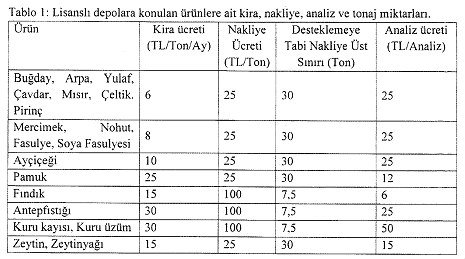 Tablo 1: Lisanslı depolara konulan ürünlere ait kira, nakliye, analiz ve tonaj miktarları.
Ürün Kira ücreti (TL/Ton/Ay) Nakliye Ücreti (TL/Ton) Desteklemeye Tabi Nakliye Üst Sınırı (Ton) Analiz ücreti (TL/Analiz)
Buğday, Arpa, Yulaf,
Çavdar, Mısır, Çeltik. 6 25 30 25
Pirinç
Mercimek, Nohut, 8 25 30 25
Fasulye, Soya Fasulyesi
Ayçiçeği 10 25 30 25
Pamuk 25 25 30 12
Fındık 15 100 7.5 6
Antepfıstığı 30 100 7,5 25
Kuru kayısı, Kuru üzüm 30 100 7.5 50
Zeytin, Zeytinyağı 15 25 30 15